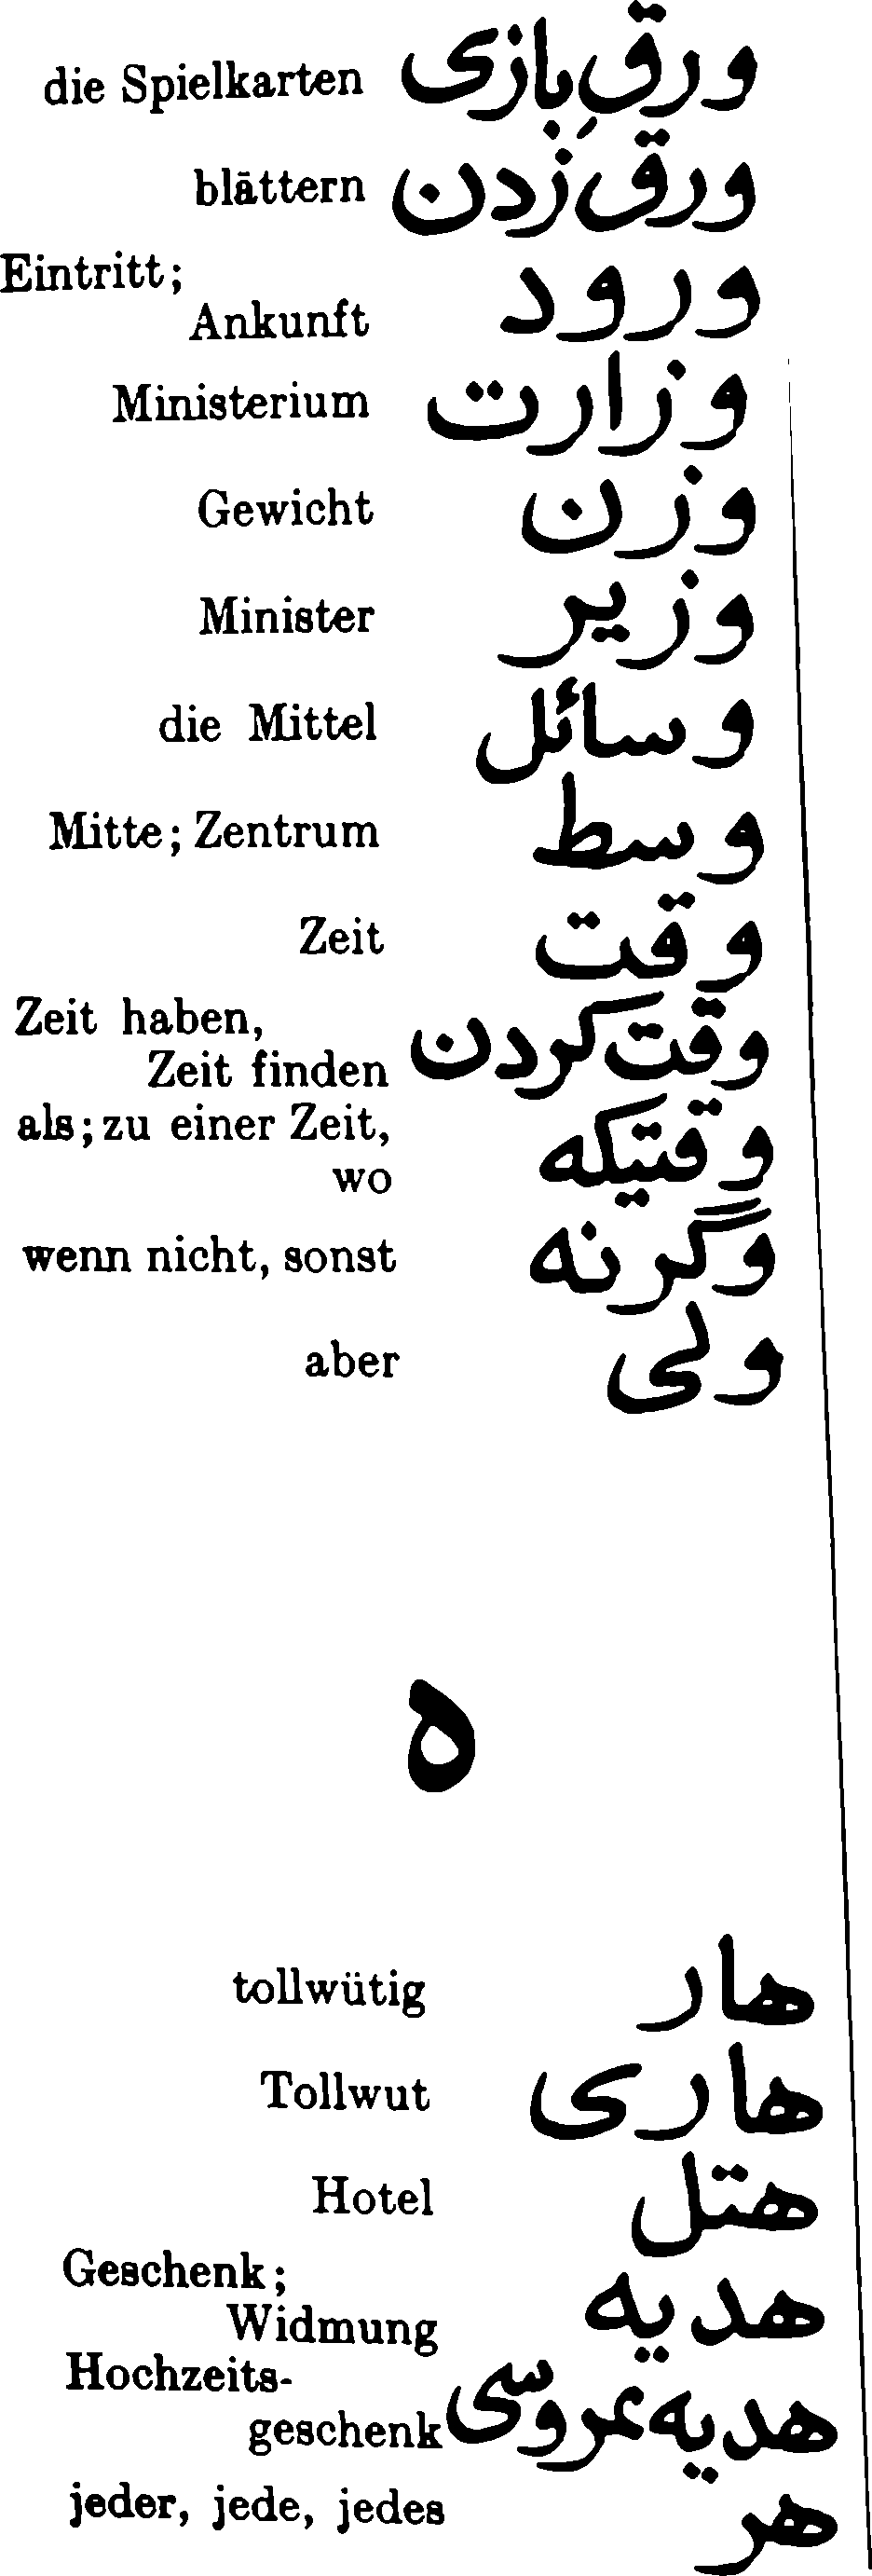 die Spielkarten ورقِ بازی
blättern ورق زدن
Eintritt;
Ankunft ورود
Ministerium وزارت
Gewicht وزن
Minister وزیر
die Mittel وسائل
Mitte; Zentrum وسط
Zeit وقت
Zeit haben,
Zeit finden وقت کردن
als; zu einer Zeit,
wo وقتیکه
wenn nicht, sonst وگرنه
aber ولی
ه
tollwütig هار
Tollwut هاری
Hotel هتل
Geschenk;
Widmung هدیه
Hochzeits-
geschenk هدیه عروسی
jeder, jede, jedes هر